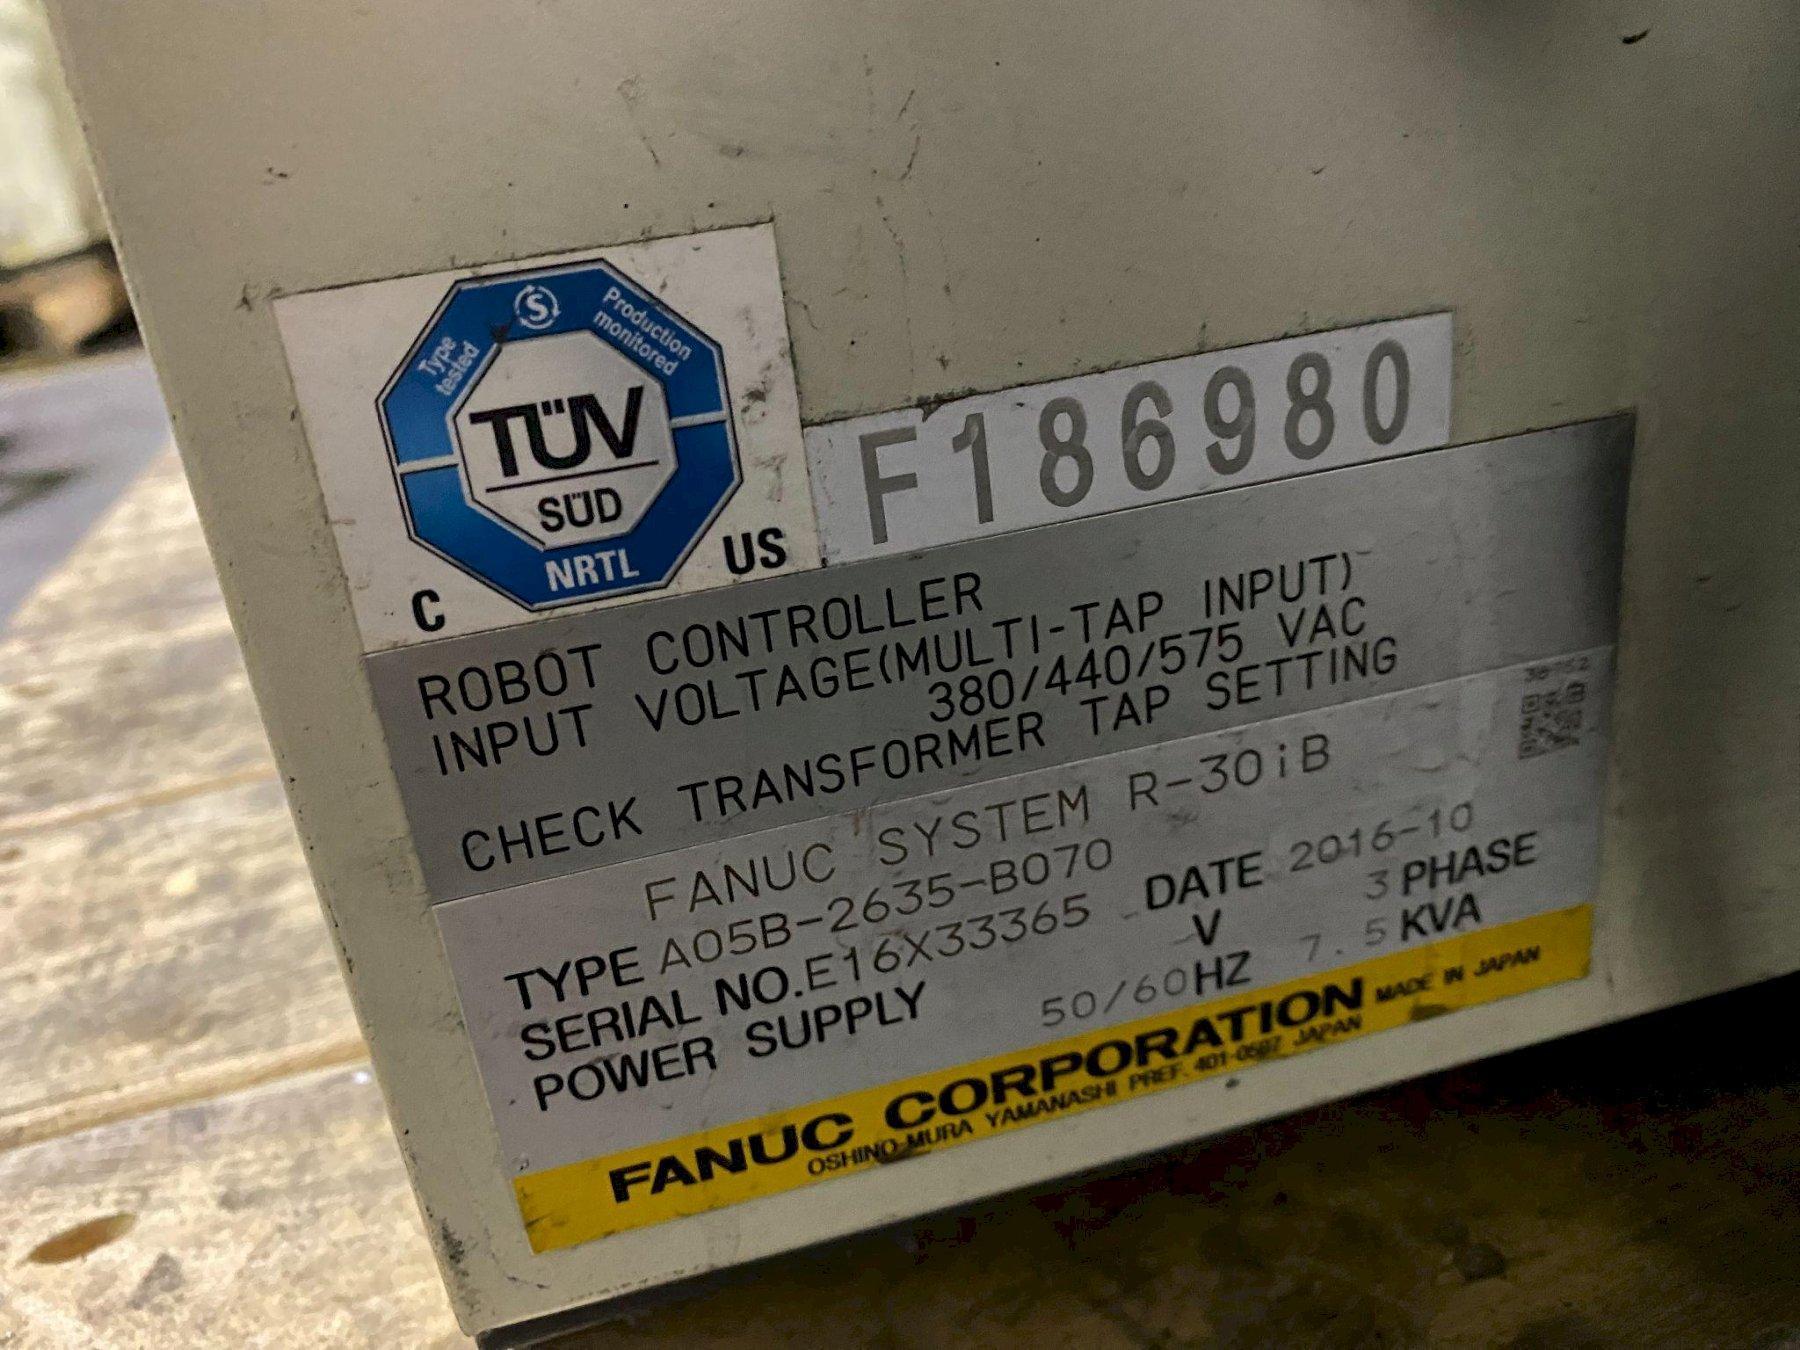 Type tested
S
Production monitored
TÜV
SÜD
NRTL
C US
F186980
ROBOT CONTROLLER
INPUT VOLTAGE(MULTI-TAP INPUT)
380/440/575 VAC
CHECK TRANSFORMER TAP SETTING
FANUC SYSTEM R-30iB
TYPE A05B-2635-B070
SERIAL NO.E16X33365 DATE 2016-10
POWER SUPPLY V 3 PHASE
50/60HZ 7.5 KVA
FANUC CORPORATION MADE IN JAPAN
OSHINO-MURA YAMANASHI PREF. 401-0597 JAPAN